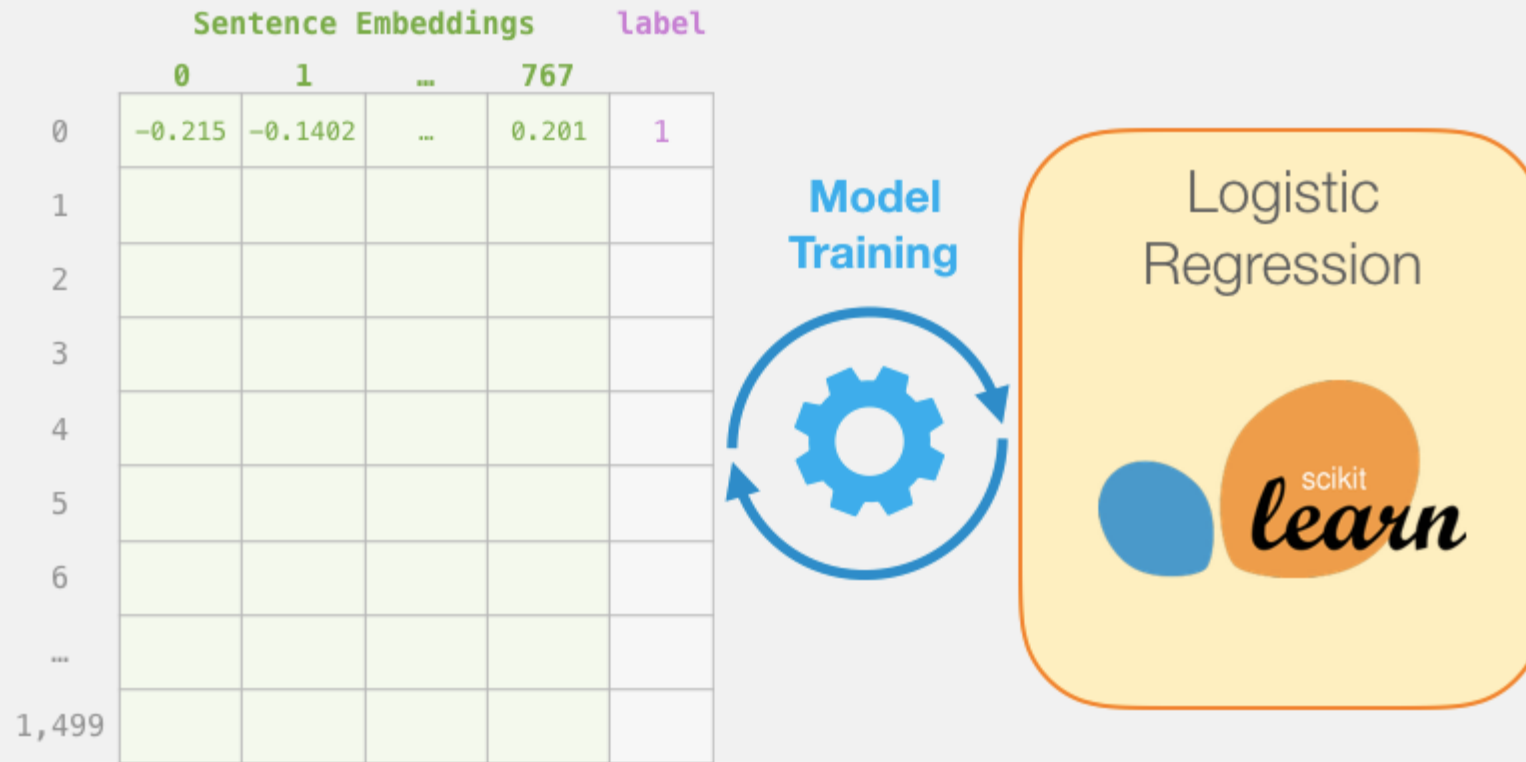 Sentence Embeddings label
0 1 … 767
0 -0.215 -0.1402 … 0.201 1
1
2
3
4
5
6
…
1,499
Model
Training
Logistic
Regression
scikit
learn